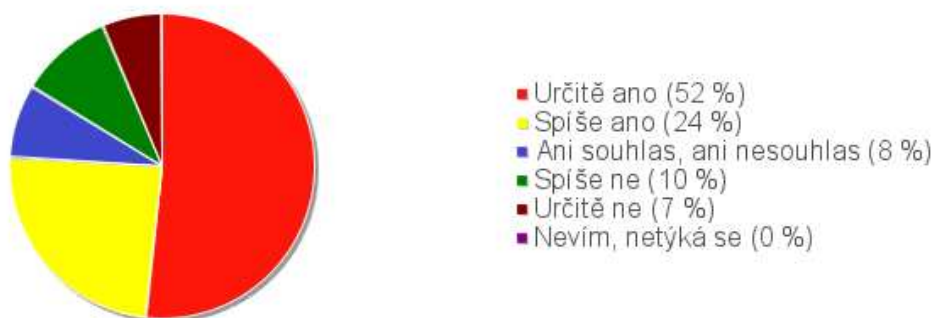 Určitě ano (52 %)
Spíše ano (24 %)
Ani souhlas, ani nesouhlas (8 %)
Spíše ne (10 %)
Určitě ne (7 %)
Nevím, netýká se (0 %)